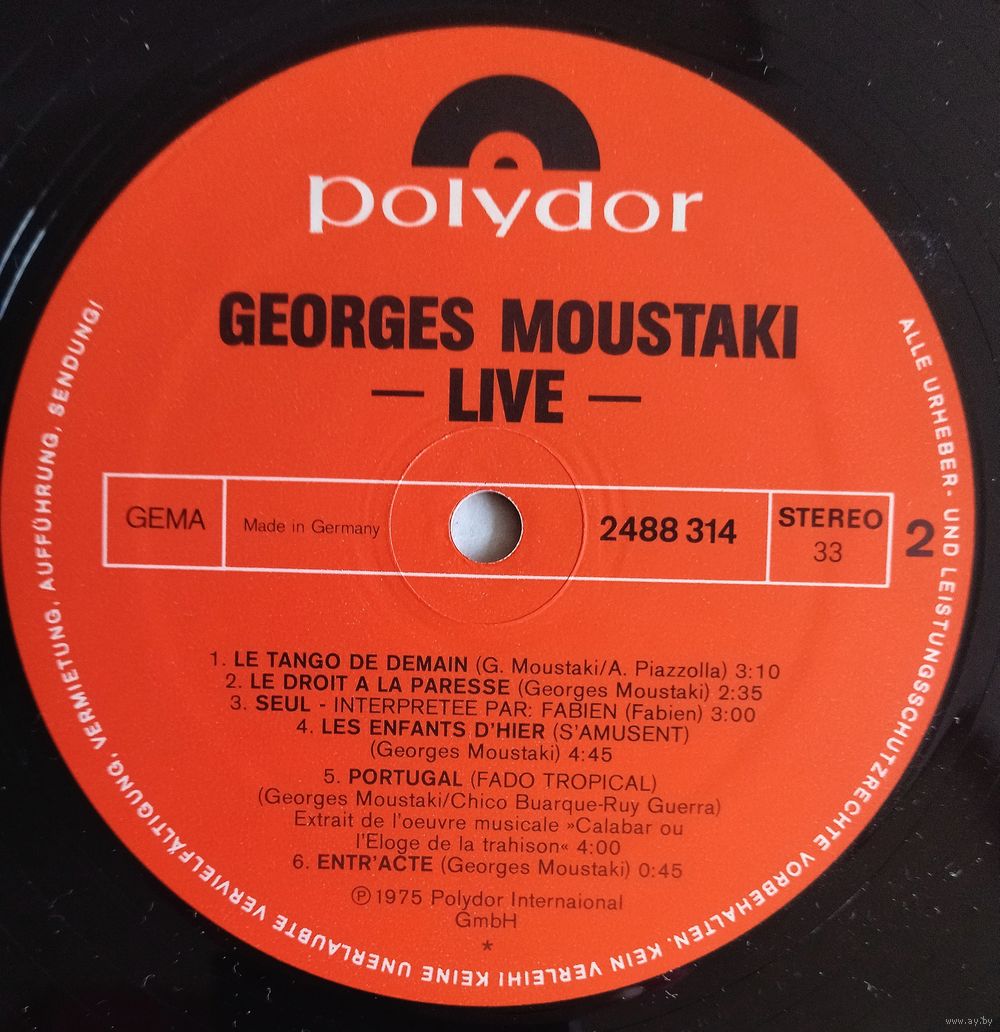 polydor
GEORGES MOUSTAKI
— LIVE —
GEMA
Made in Germany
2488 314
STEREO
33
2
1. LE TANGO DE DEMAIN (G. Moustaki/A. Piazzolla) 3:10
2. LE DROIT A LA PARESSE (Georges Moustaki) 2:35
3. SEUL - INTERPRETEE PAR: FABIEN (Fabien) 3:00
4. LES ENFANTS D'HIER (S'AMUSENT)
(Georges Moustaki) 4:45
5. PORTUGAL (FADO TROPICAL)
(Georges Moustaki/Chico Buarque-Ruy Guerra)
Extrait de l'oeuvre musicale »Calabar ou
l'Eloge de la trahison« 4:00
6. ENTR'ACTE (Georges Moustaki) 0:45
℗ 1975 Polydor Internaional
GmbH
*
ALLE URHEBER- UND LEISTUNGSSCHUTZRECHTE VORBEHALTEN. KEIN VERLEIH! KEINE UNERLAUBTE VERVIELFÄLTIGUNG, VERMIETUNG, AUFFÜHRUNG, SENDUNG!
www.ay.by